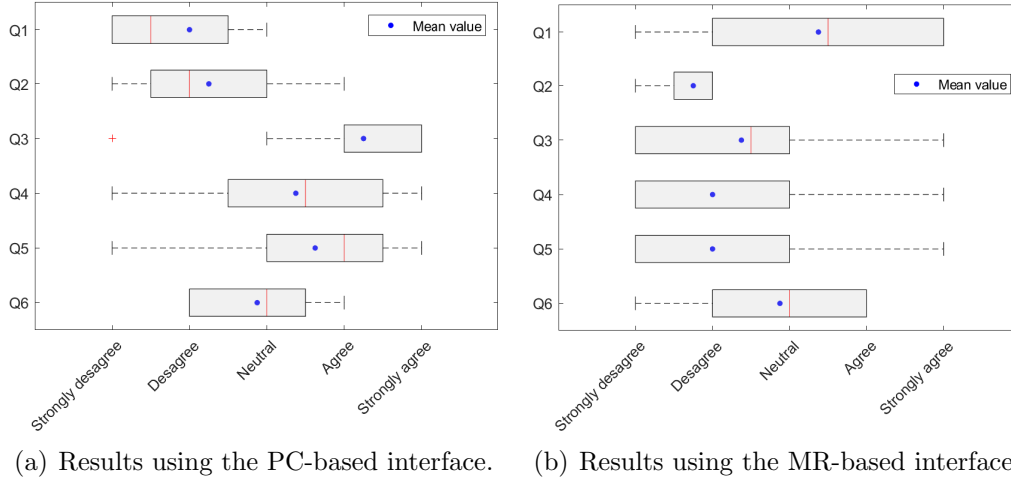 Q1
Q2
Q3
Q4
Q5
Q6
Mean value
Strongly desagree
Desagree
Neutral
Agree
Strongly agree
(a) Results using the PC-based interface.
Q1
Q2
Q3
Q4
Q5
Q6
Mean value
Strongly desagree
Desagree
Neutral
Agree
Strongly agree
(b) Results using the MR-based interface